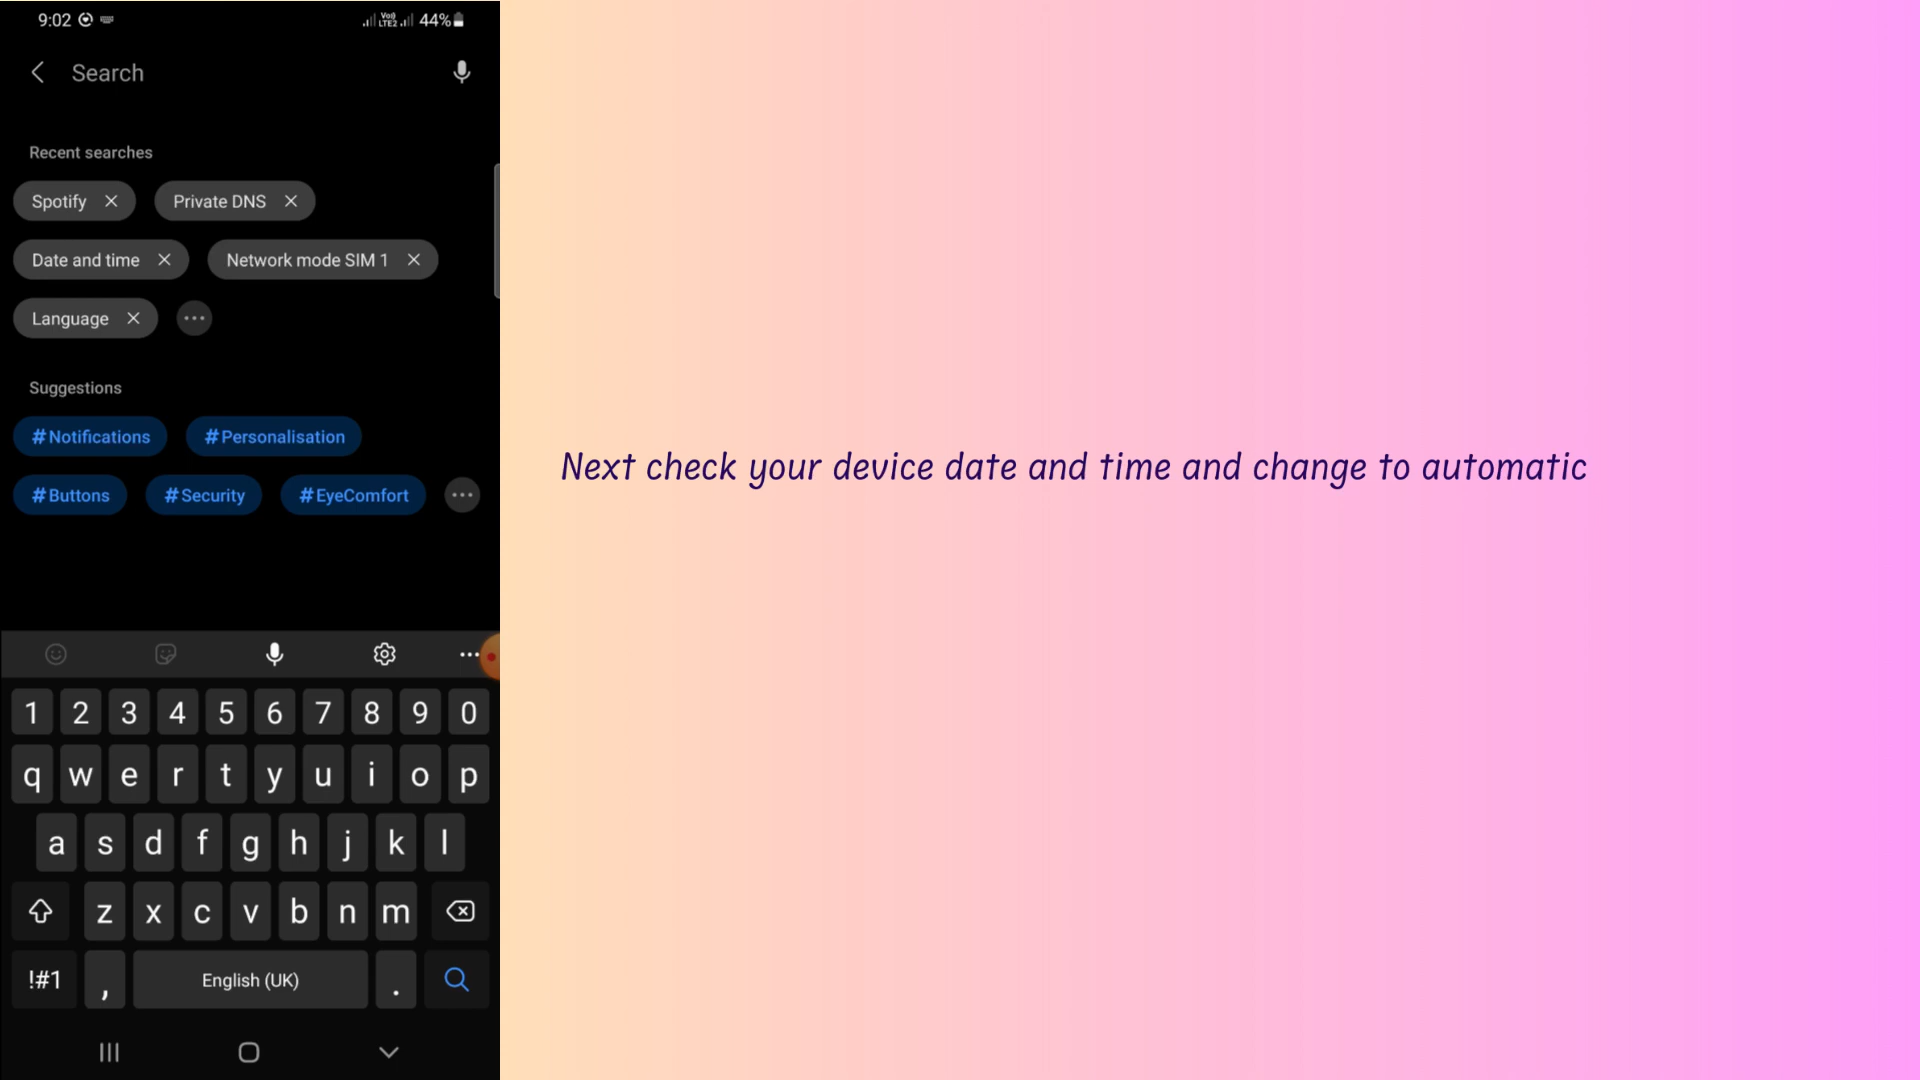 9:02 Vo) LTE2 44%
Search
Recent searches
Spotify Private DNS
Date and time Network mode SIM 1
Language
Suggestions
#Notifications #Personalisation
#Buttons #Security #EyeComfort
Next check your device date and time and change to automatic
1 2 3 4 5 6 7 8 9 0
q w e r t y u i o p
a s d f g h j k l
z x c v b n m
!#1 , English (UK) .